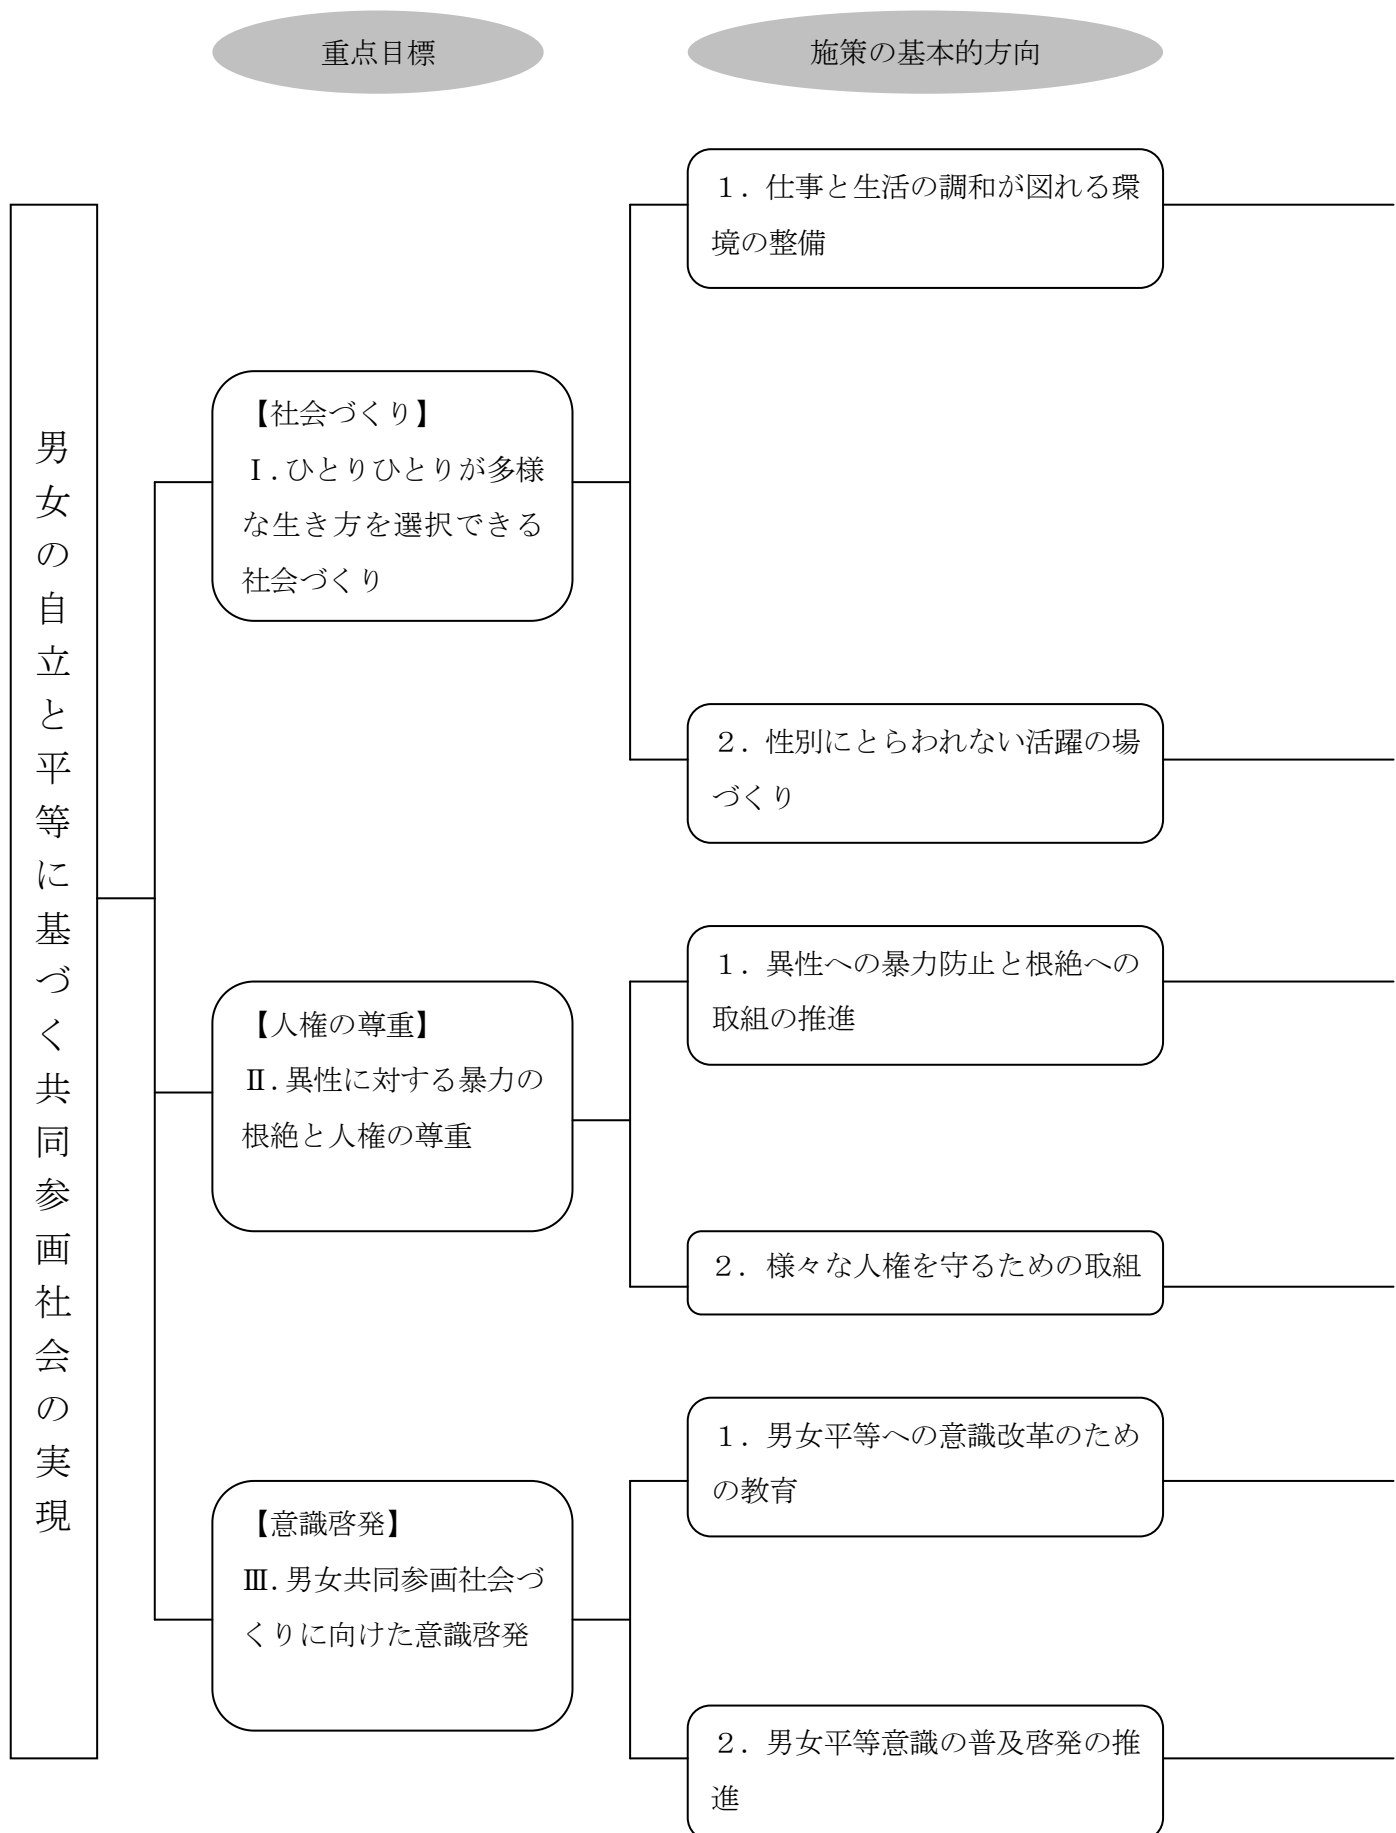 重点目標
施策の基本的方向
男女の自立と平等に基づく共同参画社会の実現
【社会づくり】
Ⅰ.ひとりひとりが多様
な生き方を選択できる
社会づくり
１．仕事と生活の調和が図れる環
境の整備
２．性別にとらわれない活躍の場
づくり
【人権の尊重】
Ⅱ.異性に対する暴力の
根絶と人権の尊重
１．異性への暴力防止と根絶への
取組の推進
２．様々な人権を守るための取組
【意識啓発】
Ⅲ.男女共同参画社会づ
くりに向けた意識啓発
１．男女平等への意識改革のため
の教育
２．男女平等意識の普及啓発の推
進